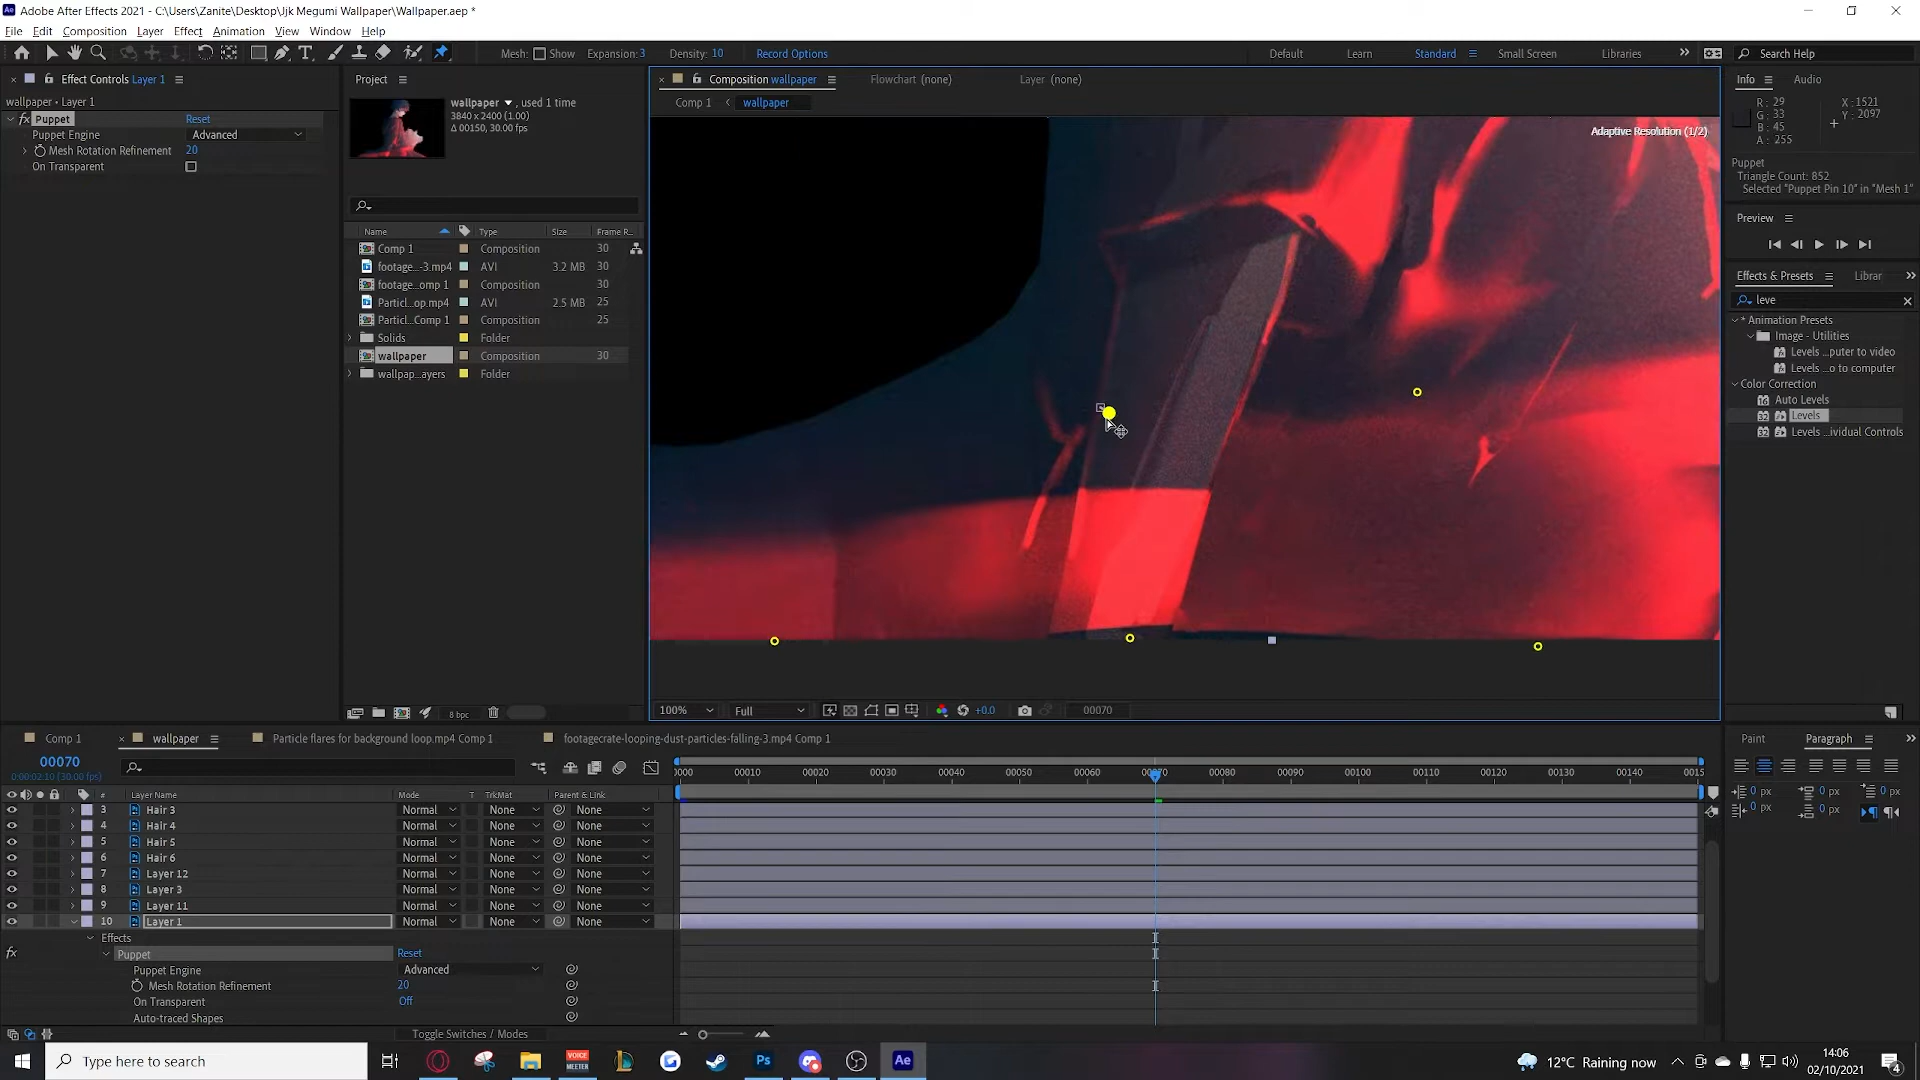 Adobe After Effects 2021 - C:\Users\Zanite\Desktop\Jjk Megumi Wallpaper\Wallpaper.aep *
File Edit Composition Layer Effect Animation View Window Help
Mesh: Show Expansion: 3 Density: 10 Record Options Default Learn Standard Small Screen Libraries Search Help
Effect Controls Layer 1
wallpaper • Layer 1
fx Puppet Reset
Puppet Engine Advanced
Mesh Rotation Refinement 20
On Transparent
Project
wallpaper , used 1 time
3840 x 2400 (1.00)
Δ 00150, 30.00 fps
Name Type Size Frame R..
Comp 1 Composition 30
footage...-3.mp4 AVI 3.2 MB 30
footage...omp 1 Composition 30
Particl...op.mp4 AVI 2.5 MB 25
Particl...Comp 1 Composition 25
Solids Folder
wallpaper Composition 30
wallpap...ayers Folder
8 bpc
Composition wallpaper Flowchart (none) Layer (none)
Comp 1 wallpaper
Adaptive Resolution (1/2)
100% Full +0.0 00070
Info Audio
R: 29 X: 1521
G: 33 Y: 2097
B: 45
A: 255
Puppet
Triangle Count: 852
Selected "Puppet Pin 10" in "Mesh 1"
Preview
Effects & Presets Librar
leve
* Animation Presets
Image - Utilities
Levels ...puter to video
Levels ...o to computer
Color Correction
Auto Levels
Levels
Levels ...ividual Controls
Comp 1 wallpaper Particle flares for background loop.mp4 Comp 1 footagecrate-looping-dust-particles-falling-3.mp4 Comp 1
00070
0:00:02:10 (30.00 fps)
0000 00010 00020 00030 00040 00050 00060 00070 00080 00090 00100 00110 00120 00130 00140 0015
# Layer Name Mode T TrkMat Parent & Link
3 Hair 3 Normal None None
4 Hair 4 Normal None None
5 Hair 5 Normal None None
6 Hair 6 Normal None None
7 Layer 12 Normal None None
8 Layer 3 Normal None None
9 Layer 11 Normal None None
10 Layer 1 Normal None None
Effects
fx Puppet Reset
Puppet Engine Advanced
Mesh Rotation Refinement 20
On Transparent Off
Auto-traced Shapes
Toggle Switches / Modes
Paint Paragraph
0 px 0 px 0 px
0 px 0 px
Type here to search
VOICE MEETER
Ps
Ae
12°C Raining now
14:06
02/10/2021
4